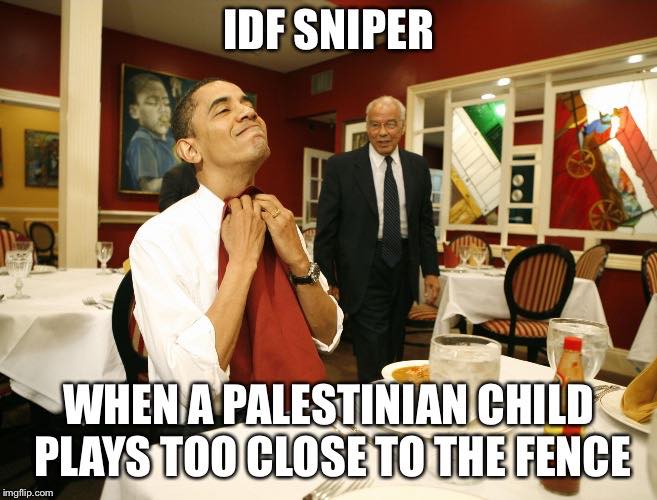 IDF SNIPER
WHEN A PALESTINIAN CHILD
PLAYS TOO CLOSE TO THE FENCE
imgflip.com